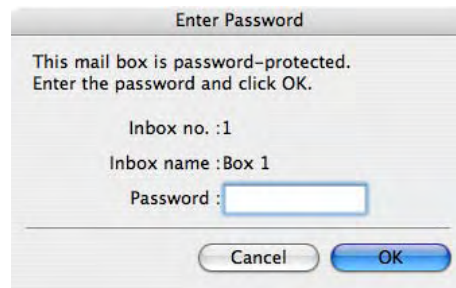 Enter Password
This mail box is password-protected.
Enter the password and click OK.
Inbox no. :1
Inbox name :Box 1
Password :
Cancel
OK